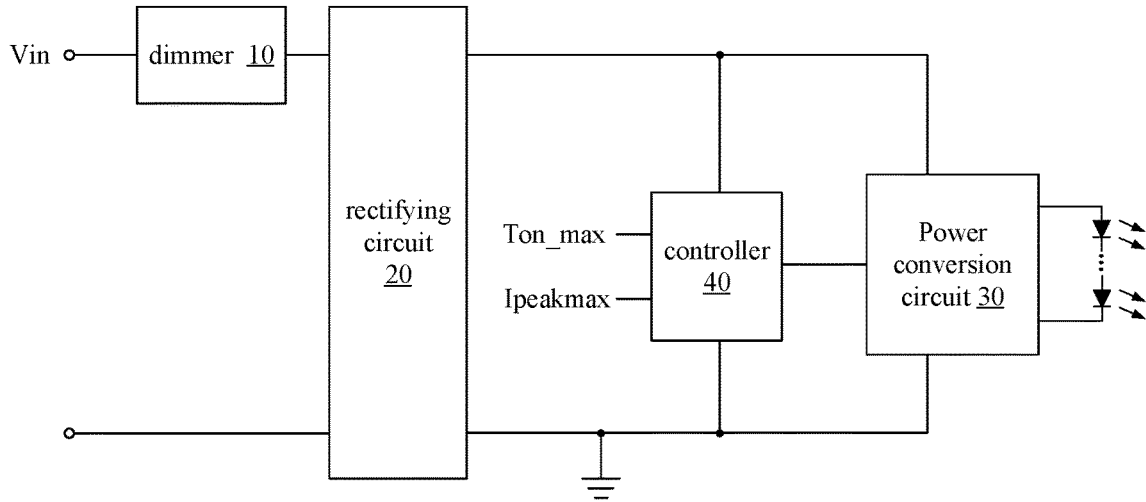 Vin
dimmer 10
rectifying
circuit
20
Ton_max
Ipeakmax
controller
40
Power
conversion
circuit 30